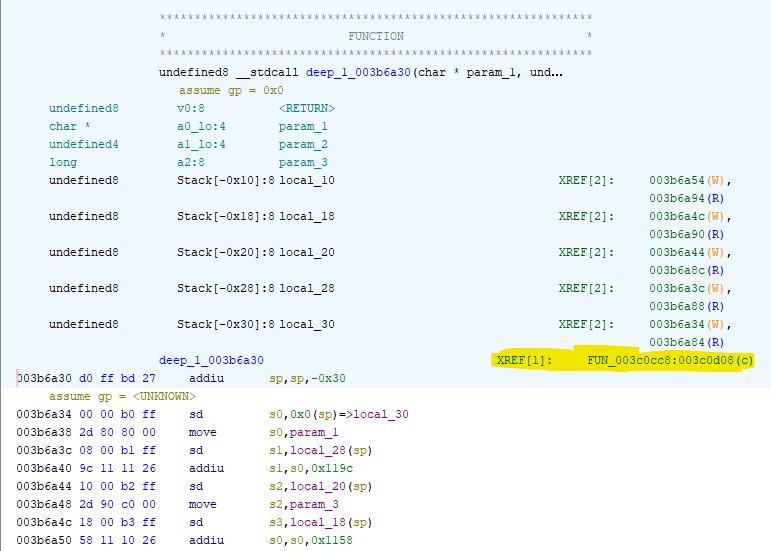 **************************************************************
* FUNCTION *
**************************************************************
undefined8 __stdcall deep_1_003b6a30(char * param_1, und...
assume gp = 0x0
undefined8 v0:8 <RETURN>
char * a0_lo:4 param_1
undefined4 a1_lo:4 param_2
long a2:8 param_3
undefined8 Stack[-0x10]:8 local_10 XREF[2]: 003b6a54(W),
003b6a94(R)
undefined8 Stack[-0x18]:8 local_18 XREF[2]: 003b6a4c(W),
003b6a90(R)
undefined8 Stack[-0x20]:8 local_20 XREF[2]: 003b6a44(W),
003b6a8c(R)
undefined8 Stack[-0x28]:8 local_28 XREF[2]: 003b6a3c(W),
003b6a88(R)
undefined8 Stack[-0x30]:8 local_30 XREF[2]: 003b6a34(W),
003b6a84(R)
deep_1_003b6a30 XREF[1]: FUN_003c0cc8:003c0d08(c)
003b6a30 d0 ff bd 27 addiu sp,sp,-0x30
assume gp = <UNKNOWN>
003b6a34 00 00 b0 ff sd s0,0x0(sp)=>local_30
003b6a38 2d 80 80 00 move s0,param_1
003b6a3c 08 00 b1 ff sd s1,local_28(sp)
003b6a40 9c 11 11 26 addiu s1,s0,0x119c
003b6a44 10 00 b2 ff sd s2,local_20(sp)
003b6a48 2d 90 c0 00 move s2,param_3
003b6a4c 18 00 b3 ff sd s3,local_18(sp)
003b6a50 58 11 10 26 addiu s0,s0,0x1158